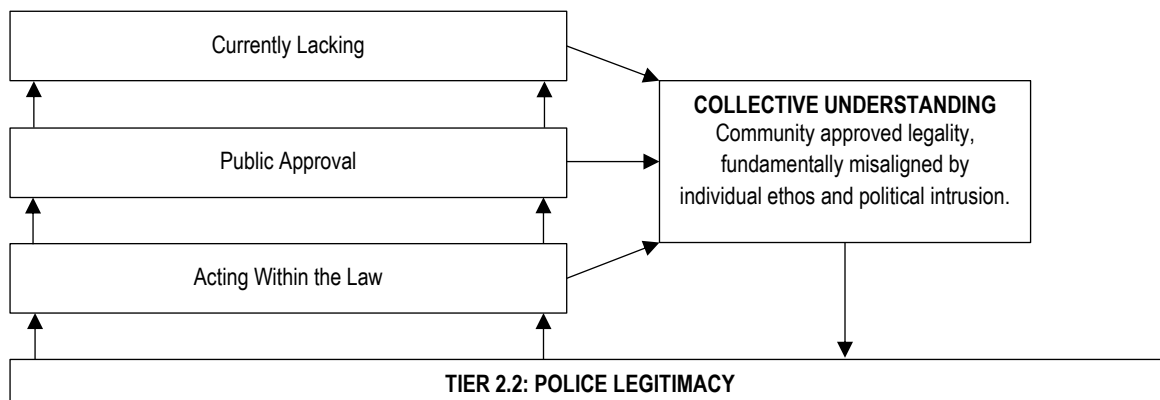 Currently Lacking
Public Approval
Acting Within the Law
COLLECTIVE UNDERSTANDING
Community approved legality,
fundamentally misaligned by
individual ethos and political intrusion.
TIER 2.2: POLICE LEGITIMACY